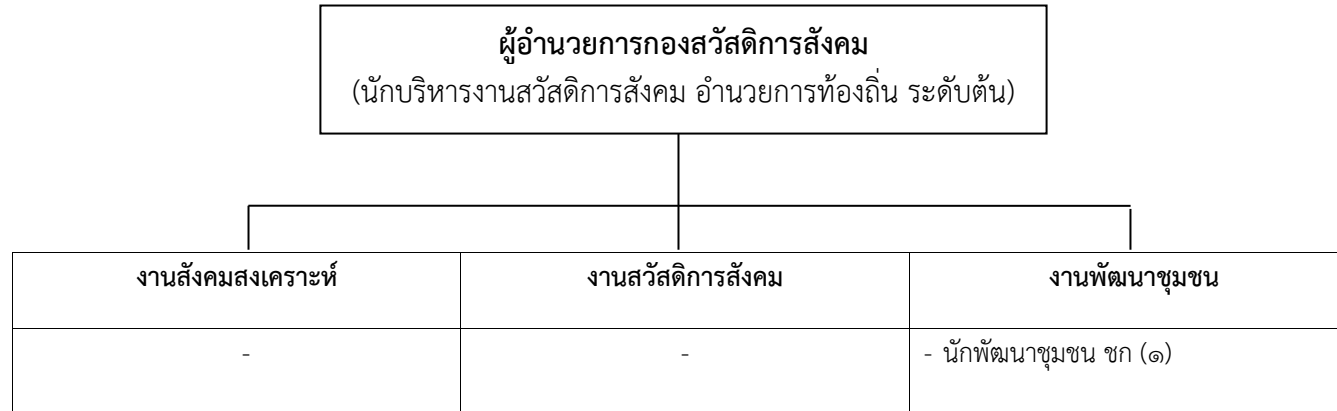 ผู้อำนวยการกองสวัสดิการสังคม
(นักบริหารงานสวัสดิการสังคม อำนวยการท้องถิ่น ระดับต้น)
งานสังคมสงเคราะห์
งานสวัสดิการสังคม
งานพัฒนาชุมชน
-
-
- นักพัฒนาชุมชน ชก (๑)